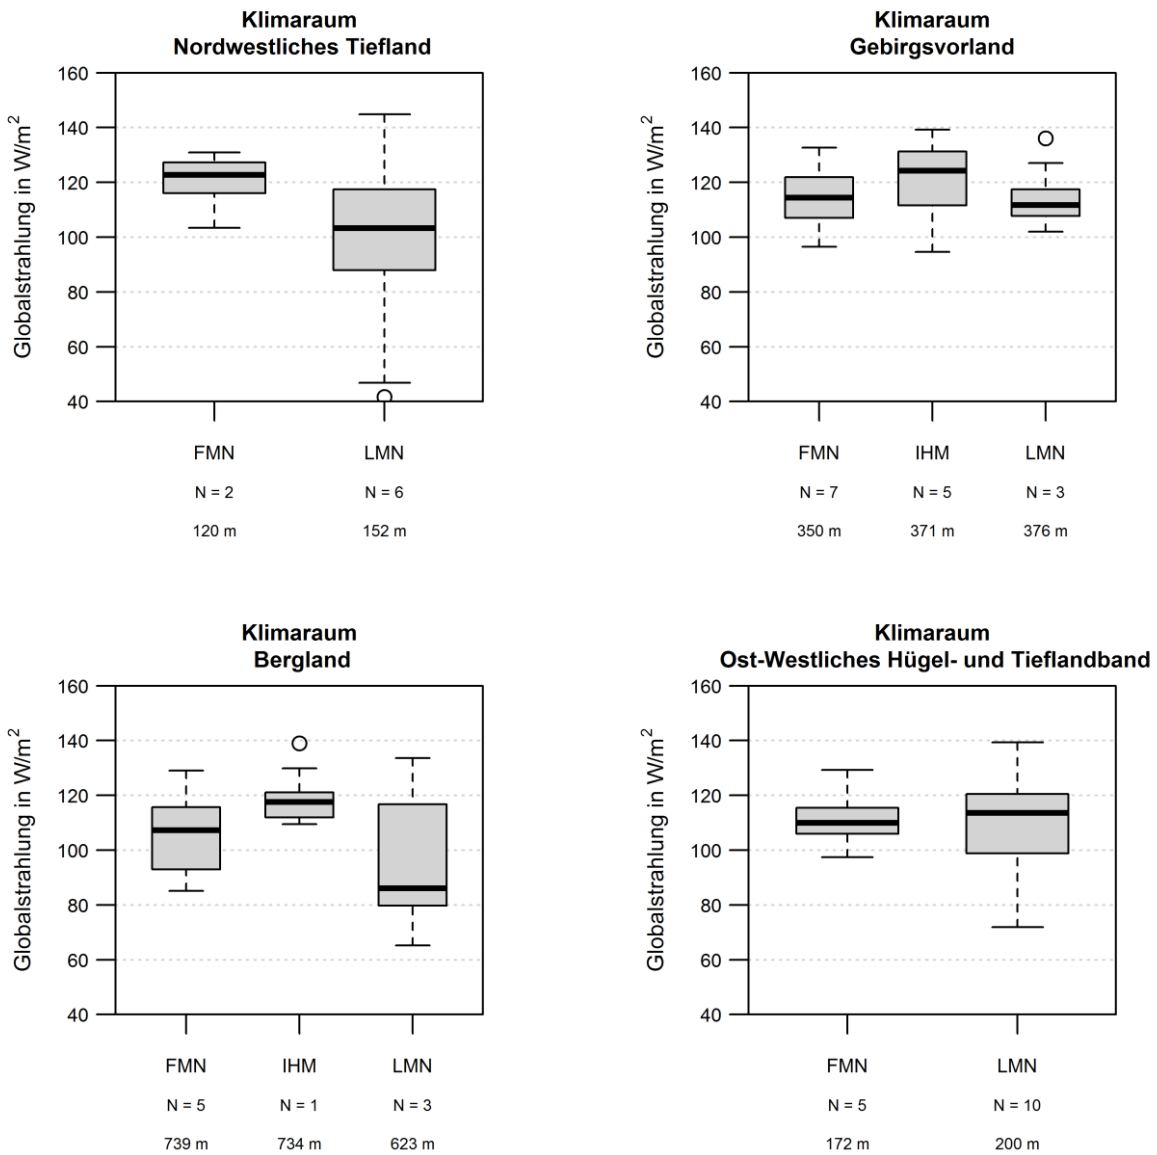 Klimaraum
Nordwestliches Tiefland
Globalstrahlung in W/m²
160
140
120
100
80
60
40
FMN LMN
N = 2 N = 6
120 m 152 m
Klimaraum
Gebirgsvorland
Globalstrahlung in W/m²
160
140
120
100
80
60
40
FMN IHM LMN
N = 7 N = 5 N = 3
350 m 371 m 376 m
Klimaraum
Bergland
Globalstrahlung in W/m²
160
140
120
100
80
60
40
FMN IHM LMN
N = 5 N = 1 N = 3
739 m 734 m 623 m
Klimaraum
Ost-Westliches Hügel- und Tieflandband
Globalstrahlung in W/m²
160
140
120
100
80
60
40
FMN LMN
N = 5 N = 10
172 m 200 m